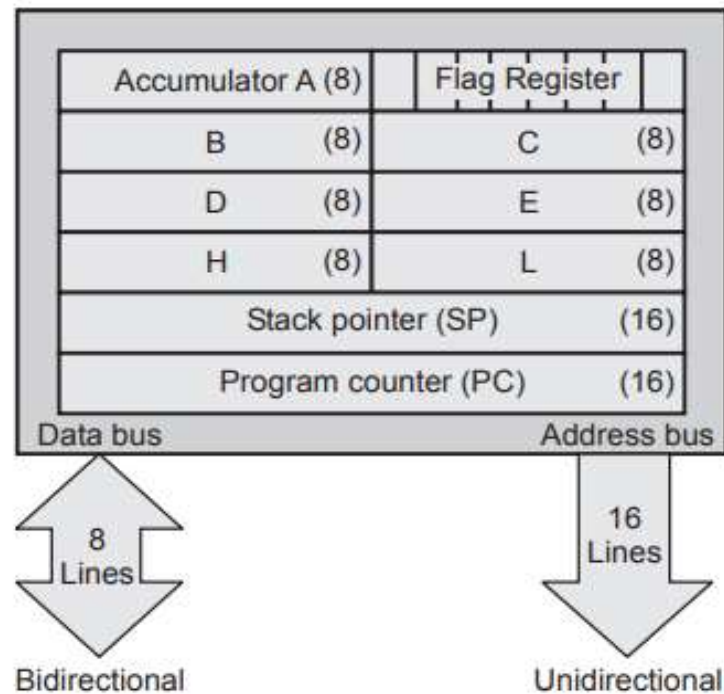 Accumulator A (8) Flag Register
B (8) C (8)
D (8) E (8)
H (8) L (8)
Stack pointer (SP) (16)
Program counter (PC) (16)
Data bus Address bus
8
Lines
16
Lines
Bidirectional Unidirectional